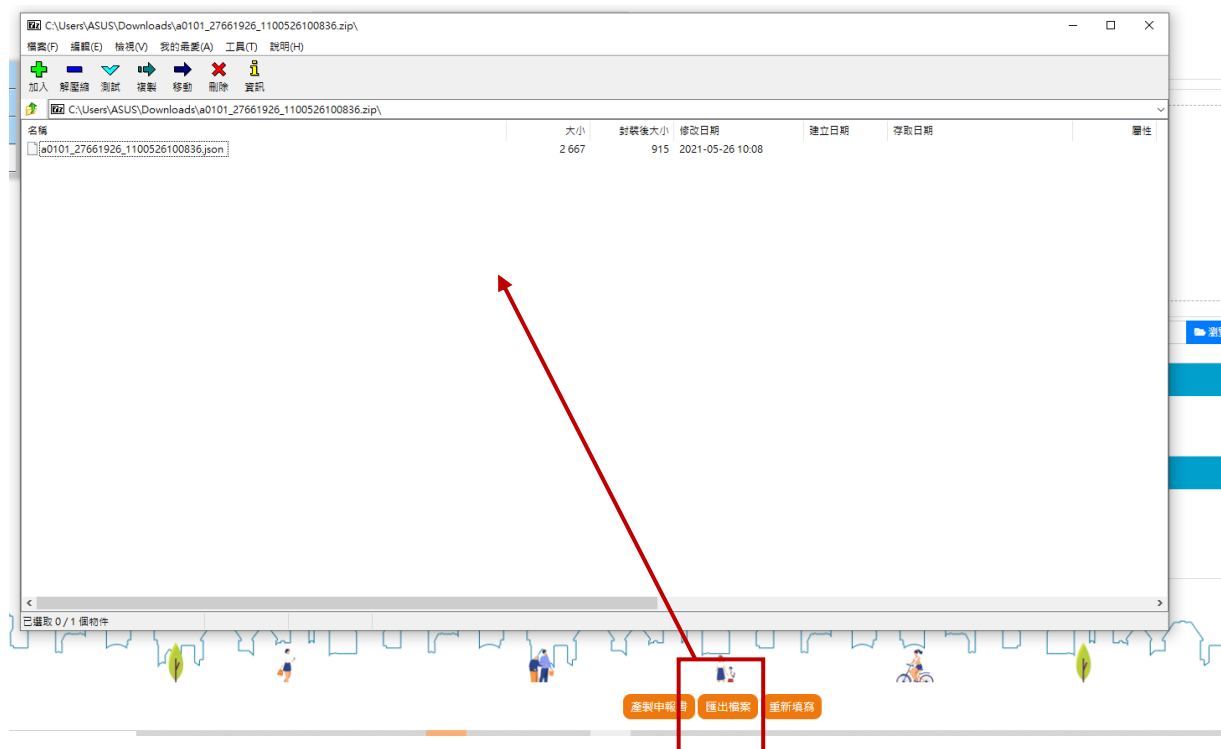 C:\Users\ASUS\Downloads\a0101_27661926_1100526100836.zip\
檔案(F) 編輯(E) 檢視(V) 我的最愛(A) 工具(T) 說明(H)
加入 解壓縮 測試 複製 移動 刪除 資訊
C:\Users\ASUS\Downloads\a0101_27661926_1100526100836.zip\
名稱 大小 封裝後大小 修改日期 建立日期 存取日期 屬性
a0101_27661926_1100526100836.json 2 667 915 2021-05-26 10:08
已選取 0 / 1 個物件
產製申報書 匯出檔案 重新填寫